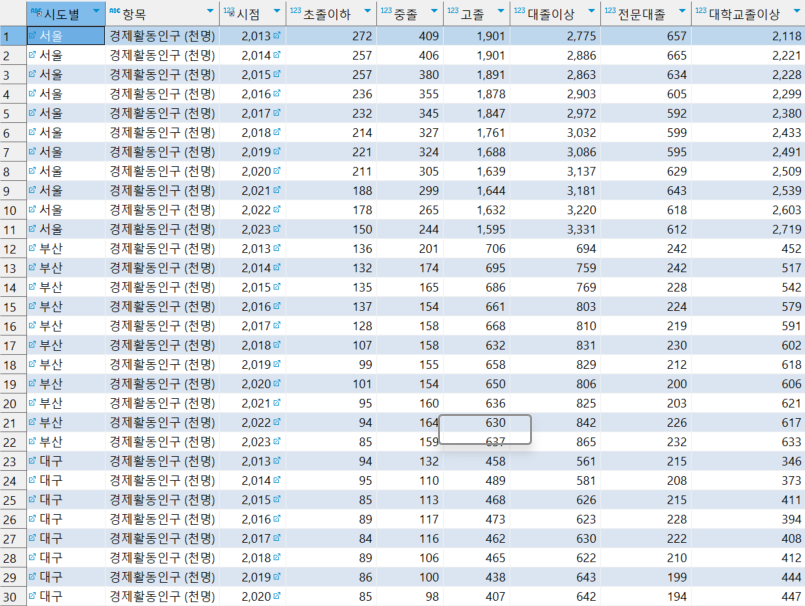 ABC 시도별 ABC 항목 123 시점 123 초졸이하 123 중졸 123 고졸 123 대졸이상 123 전문대졸 123 대학교졸이상
1 서울 경제활동인구 (천명) 2,013 272 409 1,901 2,775 657 2,118
2 서울 경제활동인구 (천명) 2,014 257 406 1,901 2,886 665 2,221
3 서울 경제활동인구 (천명) 2,015 257 380 1,891 2,863 634 2,228
4 서울 경제활동인구 (천명) 2,016 236 355 1,878 2,903 605 2,299
5 서울 경제활동인구 (천명) 2,017 232 345 1,847 2,972 592 2,380
6 서울 경제활동인구 (천명) 2,018 214 327 1,761 3,032 599 2,433
7 서울 경제활동인구 (천명) 2,019 221 324 1,688 3,086 595 2,491
8 서울 경제활동인구 (천명) 2,020 211 305 1,639 3,137 629 2,509
9 서울 경제활동인구 (천명) 2,021 188 299 1,644 3,181 643 2,539
10 서울 경제활동인구 (천명) 2,022 178 265 1,632 3,220 618 2,603
11 서울 경제활동인구 (천명) 2,023 150 244 1,595 3,331 612 2,719
12 부산 경제활동인구 (천명) 2,013 136 201 706 694 242 452
13 부산 경제활동인구 (천명) 2,014 132 174 695 759 242 517
14 부산 경제활동인구 (천명) 2,015 135 165 686 769 228 542
15 부산 경제활동인구 (천명) 2,016 137 154 661 803 224 579
16 부산 경제활동인구 (천명) 2,017 128 158 668 810 219 591
17 부산 경제활동인구 (천명) 2,018 107 158 632 831 230 602
18 부산 경제활동인구 (천명) 2,019 99 155 658 829 212 618
19 부산 경제활동인구 (천명) 2,020 101 154 650 806 200 606
20 부산 경제활동인구 (천명) 2,021 95 160 636 825 203 621
21 부산 경제활동인구 (천명) 2,022 94 164 630 842 226 617
22 부산 경제활동인구 (천명) 2,023 85 159 637 865 232 633
23 대구 경제활동인구 (천명) 2,013 94 132 458 561 215 346
24 대구 경제활동인구 (천명) 2,014 95 110 489 581 208 373
25 대구 경제활동인구 (천명) 2,015 85 113 468 626 215 411
26 대구 경제활동인구 (천명) 2,016 89 117 473 623 228 394
27 대구 경제활동인구 (천명) 2,017 84 116 462 630 222 408
28 대구 경제활동인구 (천명) 2,018 89 106 465 622 210 412
29 대구 경제활동인구 (천명) 2,019 86 100 438 643 199 444
30 대구 경제활동인구 (천명) 2,020 85 98 407 642 194 447